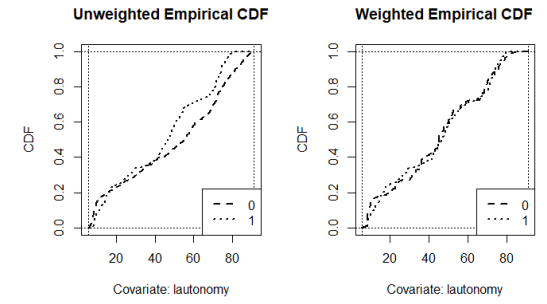 Unweighted Empirical CDF
CDF
0.0 0.2 0.4 0.6 0.8 1.0
0
1
20 40 60 80
Covariate: lautonomy
Weighted Empirical CDF
CDF
0.0 0.2 0.4 0.6 0.8 1.0
0
1
20 40 60 80
Covariate: lautonomy